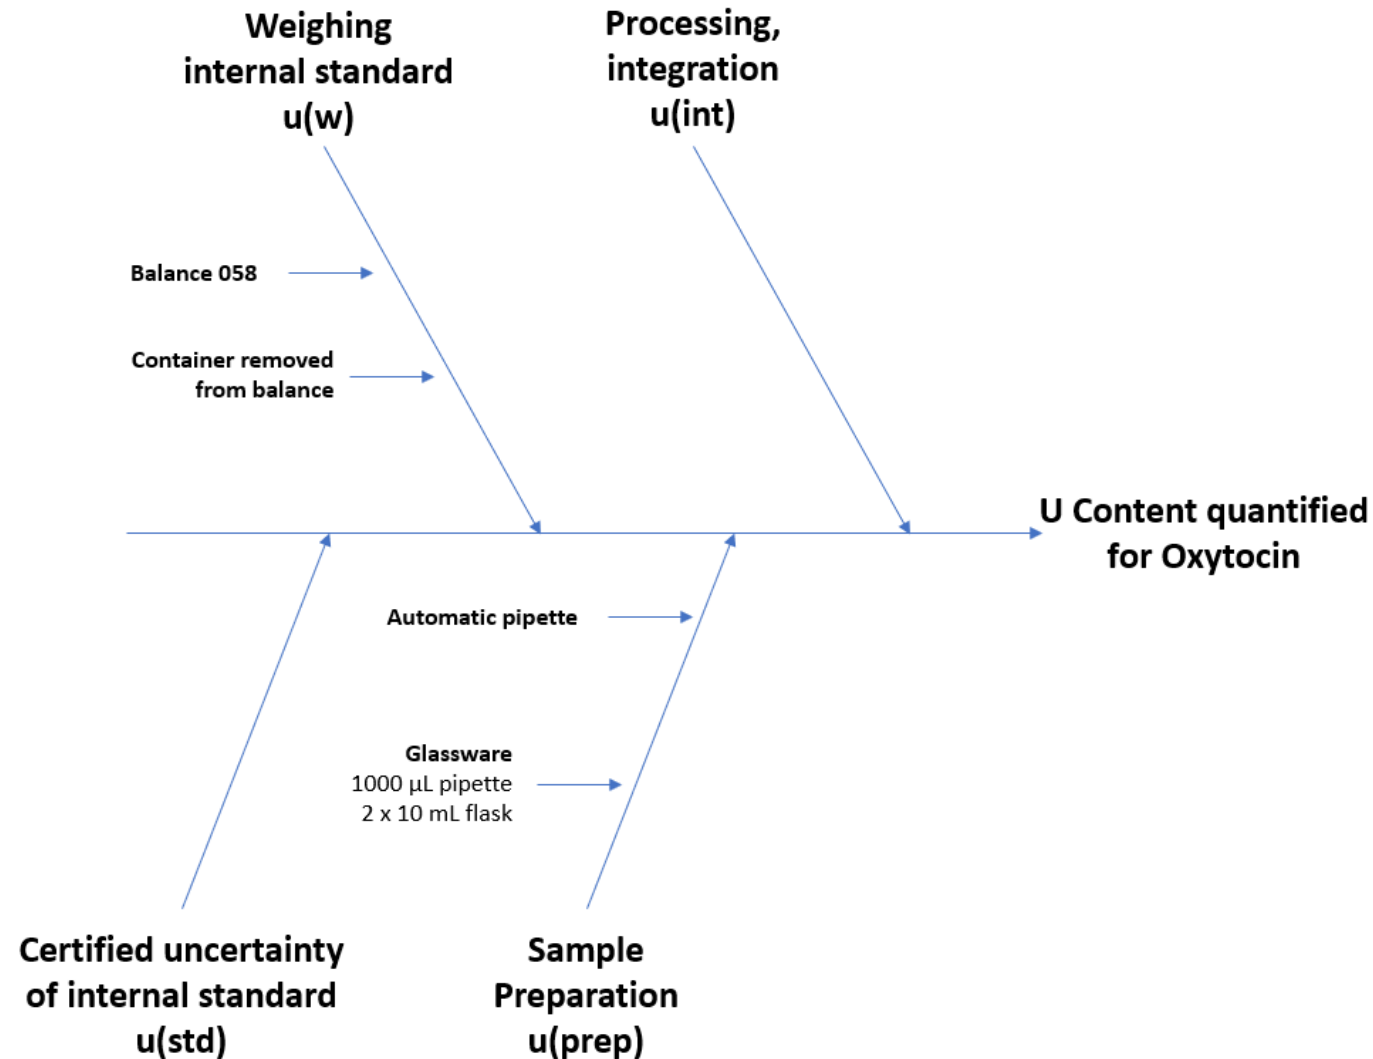 Weighing
internal standard
u(w)
Processing,
integration
u(int)
Balance 058
Container removed
from balance
U Content quantified
for Oxytocin
Automatic pipette
Glassware
1000 µL pipette
2 x 10 mL flask
Certified uncertainty
of internal standard
u(std)
Sample
Preparation
u(prep)